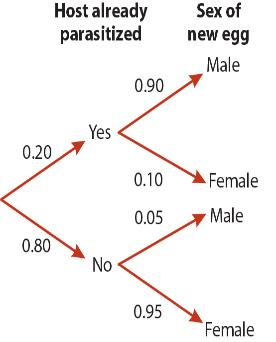 Host already
parasitized
Sex of
new egg
Male
0.90
Yes
0.20
0.10
Female
0.05
Male
0.80
No
0.95
Female